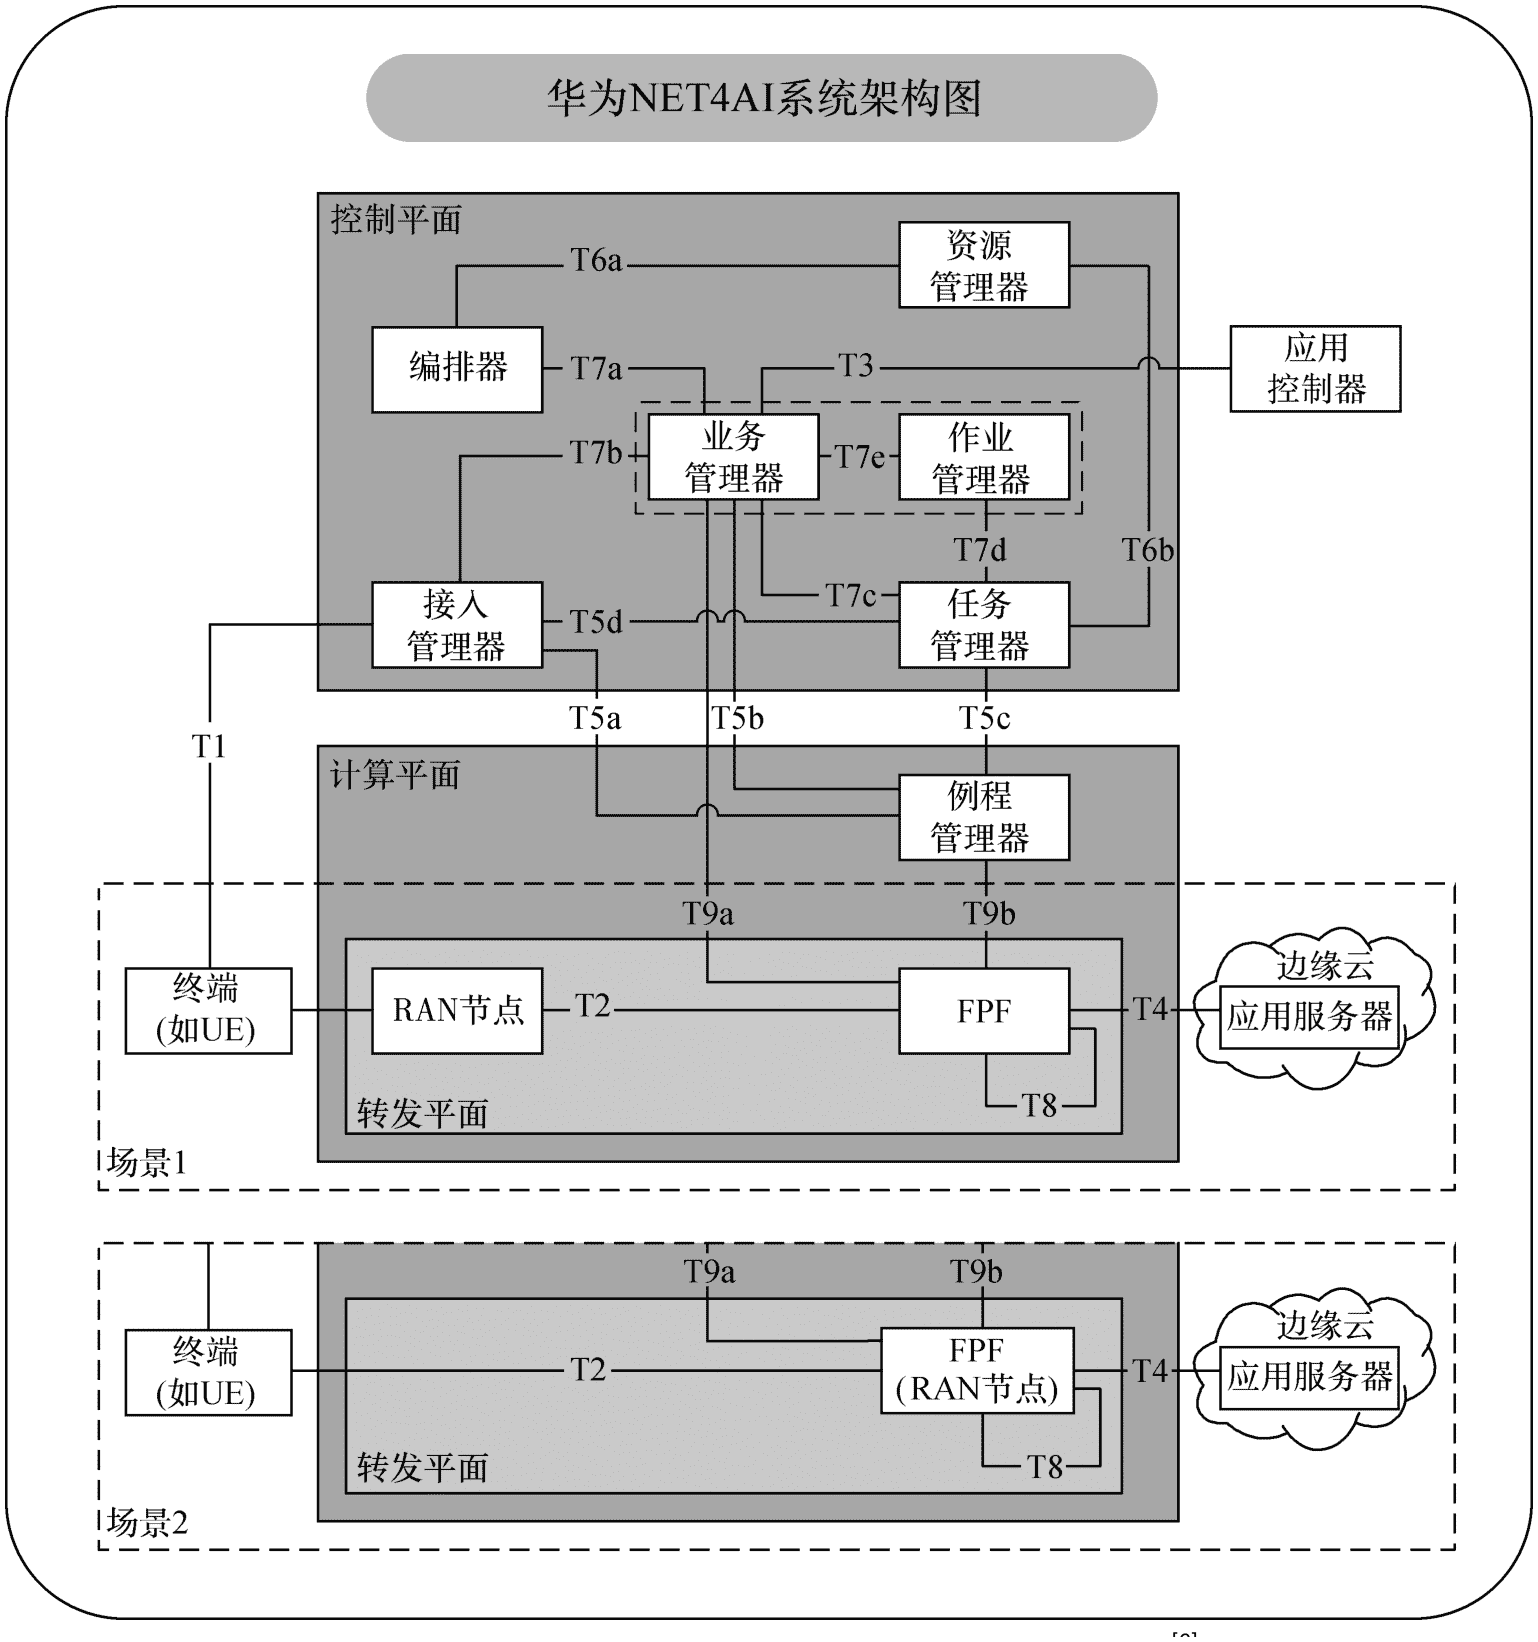 华为NET4AI系统架构图
控制平面
资源
管理器
T6a
编排器
T7a
T3
应用
控制器
业务
管理器
作业
管理器
T7b
T7e
T7d
T6b
接入
管理器
T7c
T5d
任务
管理器
T5a
T5b
T5c
T1
计算平面
例程
管理器
T9a
T9b
终端
(如UE)
RAN节点
T2
FPF
T4
边缘云
应用服务器
T8
转发平面
场景1
T9a
T9b
终端
(如UE)
T2
FPF
(RAN节点)
T4
边缘云
应用服务器
T8
转发平面
场景2